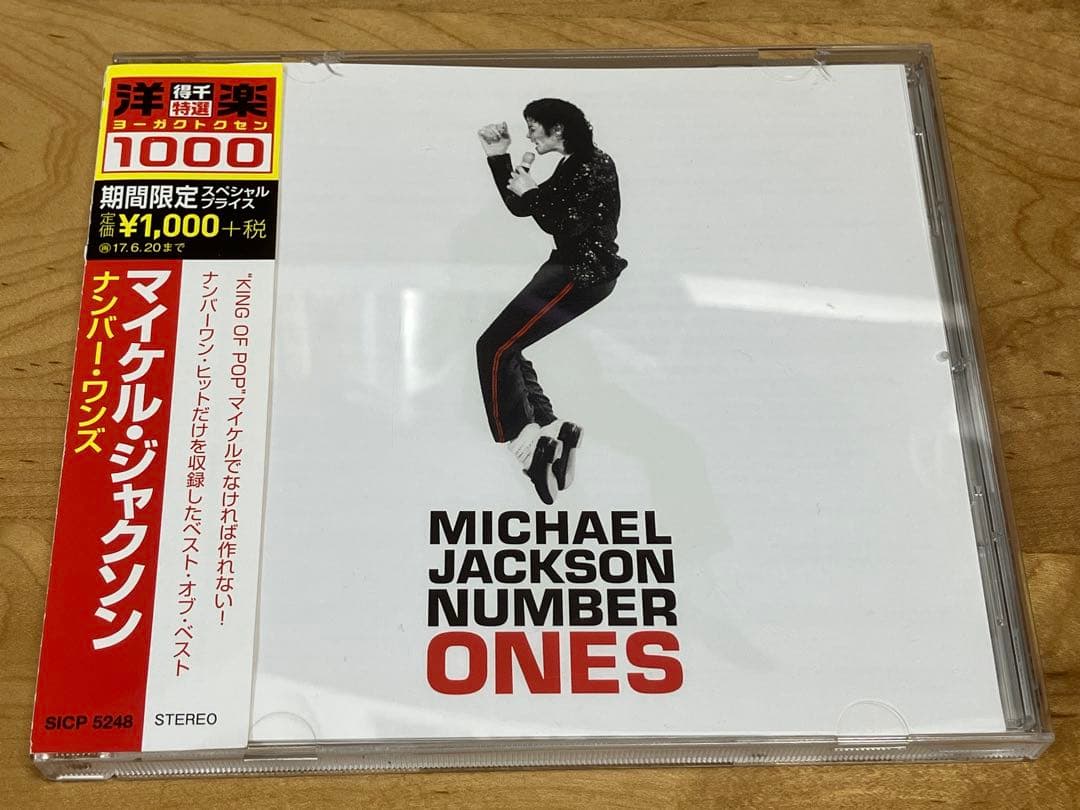 洋楽
得千
特選
ヨーガクトクセン
1000
期間限定スペシャル
プライス
定価¥1,000+税
㊢17.6.20まで
"KING OF POP"マイケルでなければ作れない!
ナンバーワン・ヒットだけを収録したベスト・オブ・ベスト
マイケル・ジャクソン
ナンバー・ワンズ
SICP 5248
STEREO
MICHAEL
JACKSON
NUMBER
ONES